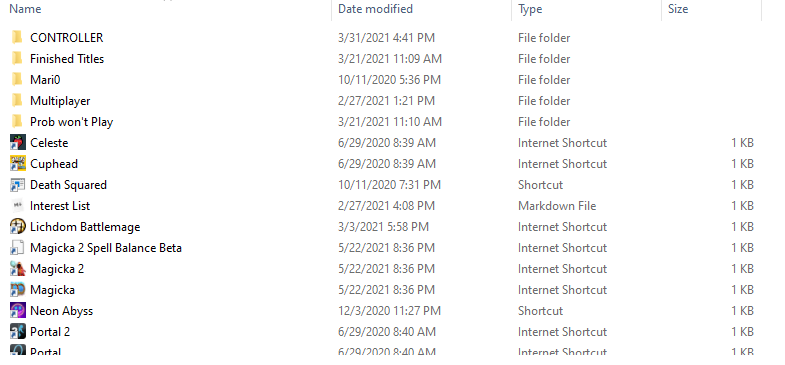 Name Date modified Type Size
CONTROLLER 3/31/2021 4:41 PM File folder
Finished Titles 3/21/2021 11:09 AM File folder
Mari0 10/11/2020 5:36 PM File folder
Multiplayer 2/27/2021 1:21 PM File folder
Prob won't Play 3/21/2021 11:10 AM File folder
Celeste 6/29/2020 8:39 AM Internet Shortcut 1 KB
Cuphead 6/29/2020 8:39 AM Internet Shortcut 1 KB
Death Squared 10/11/2020 7:31 PM Shortcut 1 KB
Interest List 2/27/2021 4:08 PM Markdown File 1 KB
Lichdom Battlemage 3/3/2021 5:58 PM Internet Shortcut 1 KB
Magicka 2 Spell Balance Beta 5/22/2021 8:36 PM Internet Shortcut 1 KB
Magicka 2 5/22/2021 8:36 PM Internet Shortcut 1 KB
Magicka 5/22/2021 8:36 PM Internet Shortcut 1 KB
Neon Abyss 12/3/2020 11:27 PM Shortcut 1 KB
Portal 2 6/29/2020 8:40 AM Internet Shortcut 1 KB
Portal 6/29/2020 8:40 AM Internet Shortcut 1 KB